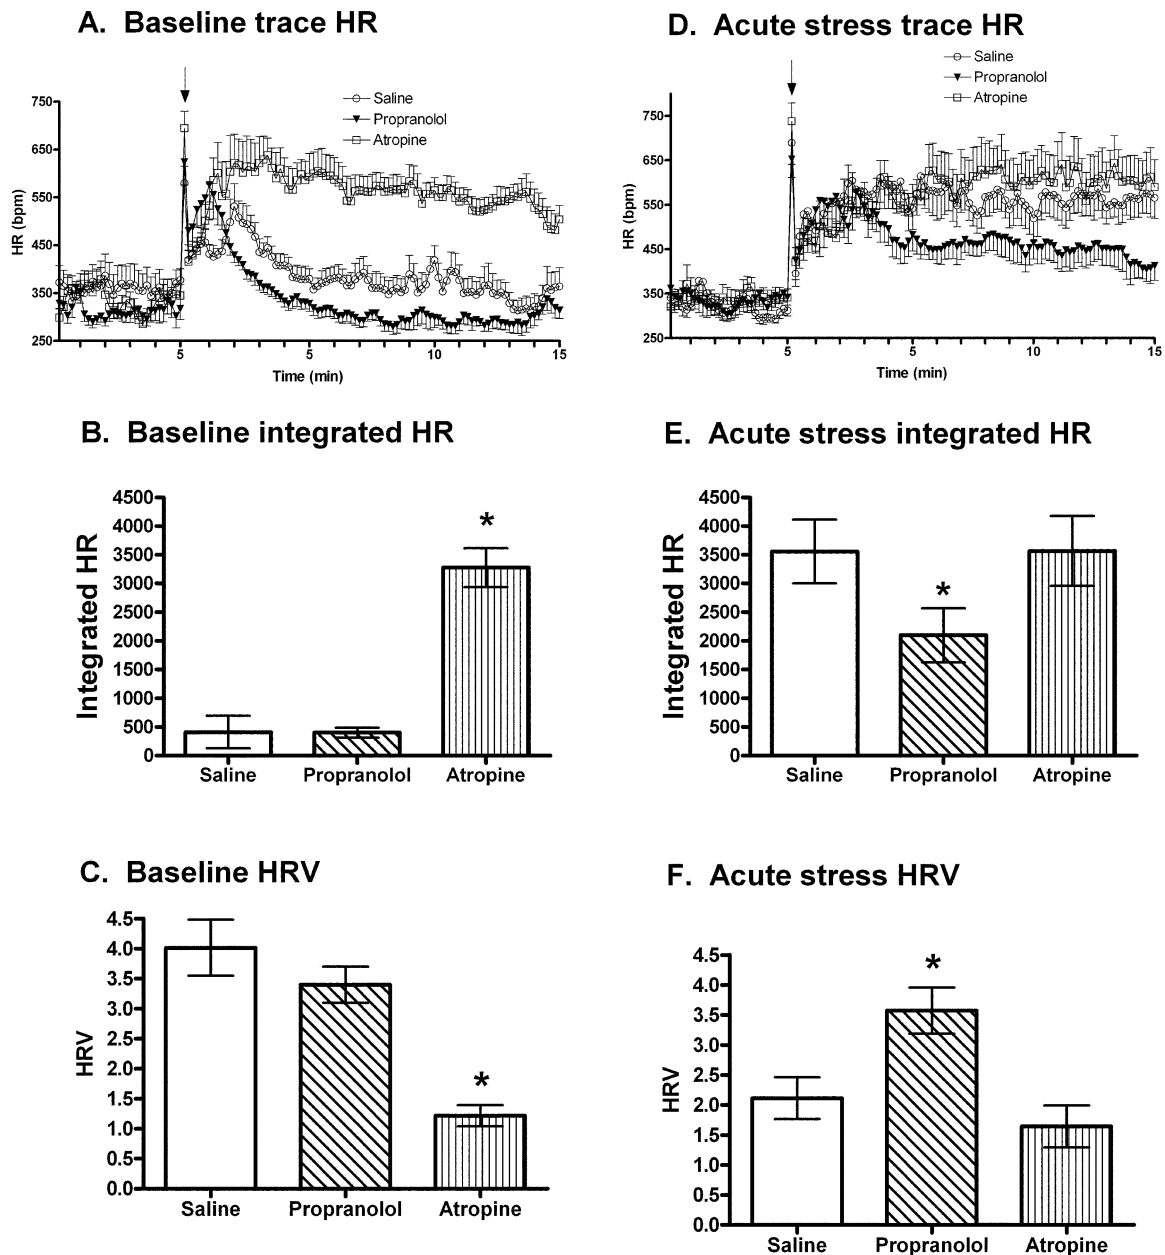 A. Baseline trace HR
Saline
Propranolol
Atropine
750
650
550
450
350
250
HR (bpm)
5
5
10
15
Time (min)
D. Acute stress trace HR
Saline
Propranolol
Atropine
750
650
550
450
350
250
HR (bpm)
5
5
10
15
Time (min)
B. Baseline integrated HR
4500
4000
3500
3000
2500
2000
1500
1000
500
0
Integrated HR
*
Saline
Propranolol
Atropine
E. Acute stress integrated HR
4500
4000
3500
3000
2500
2000
1500
1000
500
0
Integrated HR
*
Saline
Propranolol
Atropine
C. Baseline HRV
4.5
4.0
3.5
3.0
2.5
2.0
1.5
1.0
0.5
0.0
HRV
*
Saline
Propranolol
Atropine
F. Acute stress HRV
4.5
4.0
3.5
3.0
2.5
2.0
1.5
1.0
0.5
0.0
HRV
*
Saline
Propranolol
Atropine